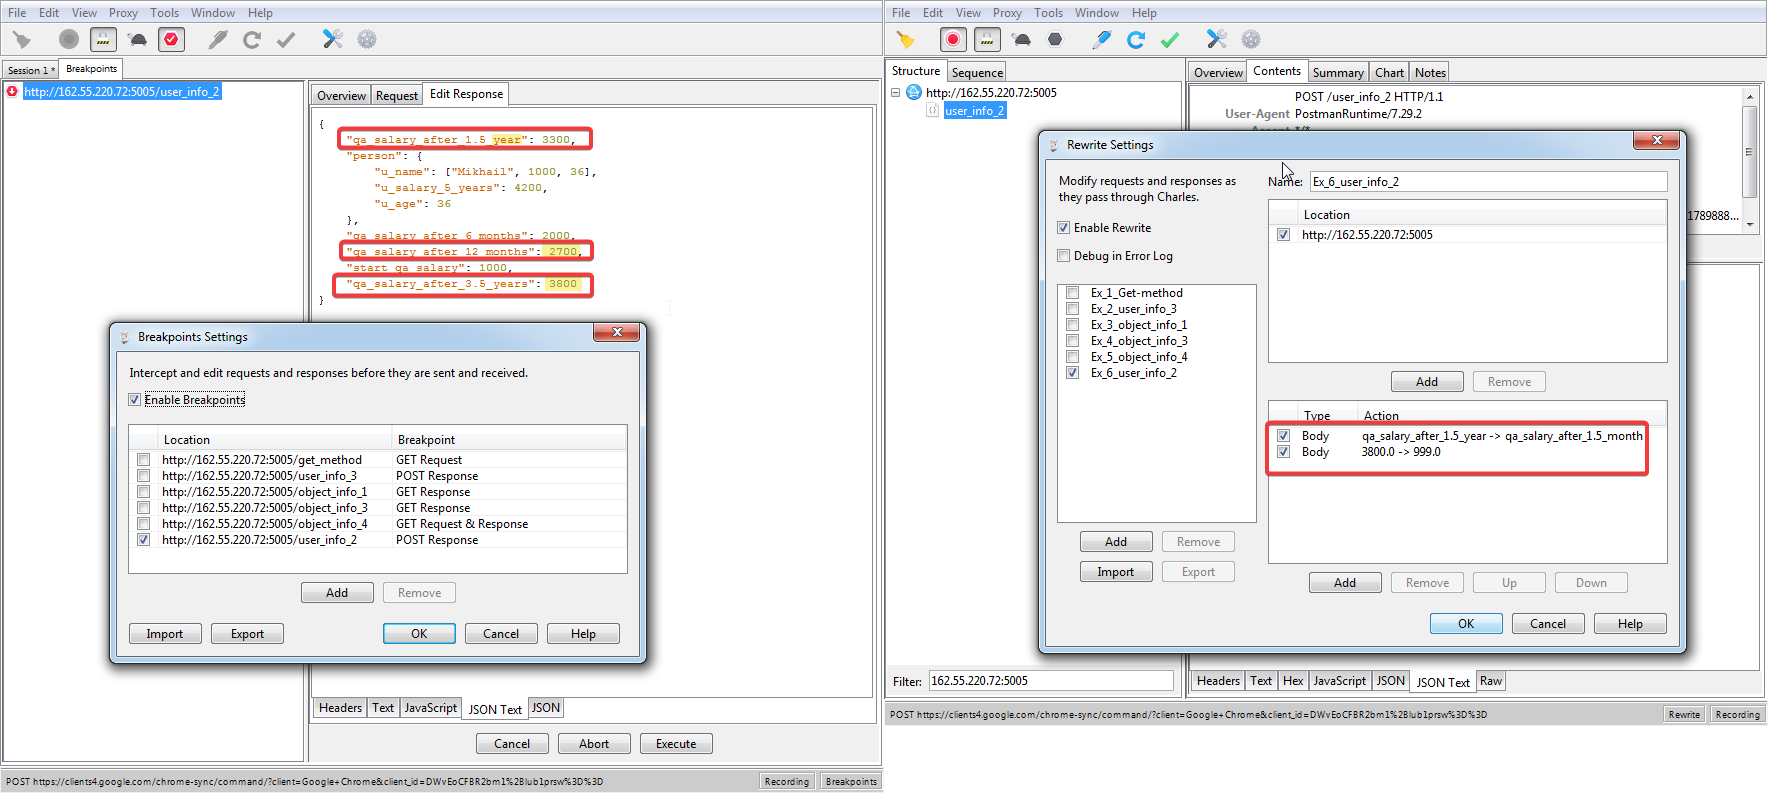 File Edit View Proxy Tools Window Help
Session 1 * Breakpoints
http://162.55.220.72:5005/user_info_2
Overview Request Edit Response
{
"qa_salary_after_1.5_year": 3300,
"person": {
"u_name": ["Mikhail", 1000, 36],
"u_salary_5_years": 4200,
"u_age": 36
},
"qa_salary_after_6_months": 2000,
"qa_salary_after_12_months": 2700,
"start_qa_salary": 1000,
"qa_salary_after_3.5_years": 3800
}
Breakpoints Settings
Intercept and edit requests and responses before they are sent and received.
Enable Breakpoints
Location Breakpoint
http://162.55.220.72:5005/get_method GET Request
http://162.55.220.72:5005/user_info_3 POST Response
http://162.55.220.72:5005/object_info_1 GET Response
http://162.55.220.72:5005/object_info_3 GET Response
http://162.55.220.72:5005/object_info_4 GET Request & Response
http://162.55.220.72:5005/user_info_2 POST Response
Add Remove
Import Export OK Cancel Help
Headers Text JavaScript JSON Text JSON
Cancel Abort Execute
POST https://clients4.google.com/chrome-sync/command/?client=Google+Chrome&client_id=DWvEoCFBR2bm1%2BIub1prsw%3D%3D Recording Breakpoints
File Edit View Proxy Tools Window Help
Structure Sequence
http://162.55.220.72:5005
user_info_2
Overview Contents Summary Chart Notes
POST /user_info_2 HTTP/1.1
User-Agent PostmanRuntime/7.29.2
Accept */*
1789888...
Rewrite Settings
Modify requests and responses as
they pass through Charles.
Enable Rewrite
Debug in Error Log
Ex_1_Get-method
Ex_2_user_info_3
Ex_3_object_info_1
Ex_4_object_info_3
Ex_5_object_info_4
Ex_6_user_info_2
Add Remove
Import Export
Name: Ex_6_user_info_2
Location
http://162.55.220.72:5005
Add Remove
Type Action
Body qa_salary_after_1.5_year -> qa_salary_after_1.5_month
Body 3800.0 -> 999.0
Add Remove Up Down
OK Cancel Help
Filter: 162.55.220.72:5005
Headers Text Hex JavaScript JSON JSON Text Raw
POST https://clients4.google.com/chrome-sync/command/?client=Google+Chrome&client_id=DWvEoCFBR2bm1%2BIub1prsw%3D%3D Rewrite Recording